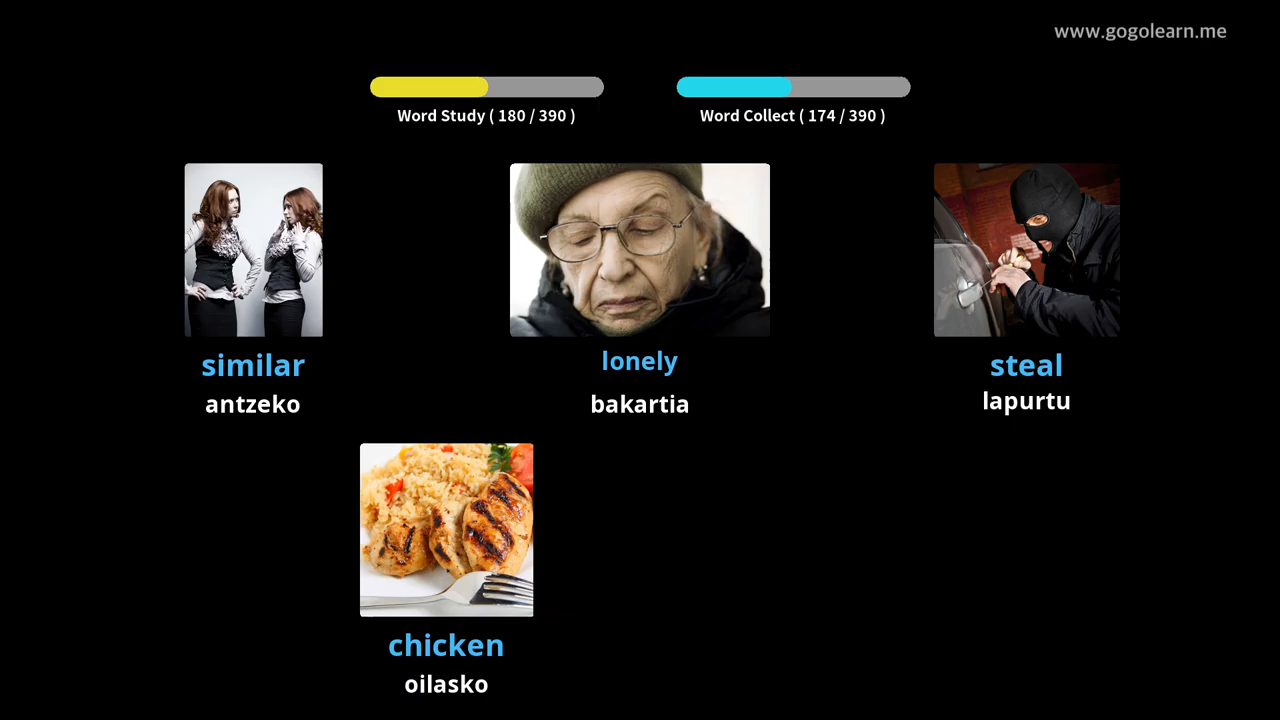 www.gogolearn.me
Word Study ( 180 / 390 )
Word Collect ( 174 / 390 )
similar
antzeko
lonely
bakartia
steal
lapurtu
chicken
oilasko